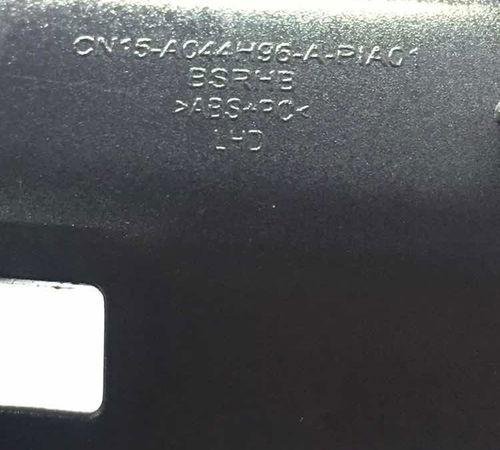 CN15-A044H96-A-PIA01
BSRHB
>ABS+PC<
LHD